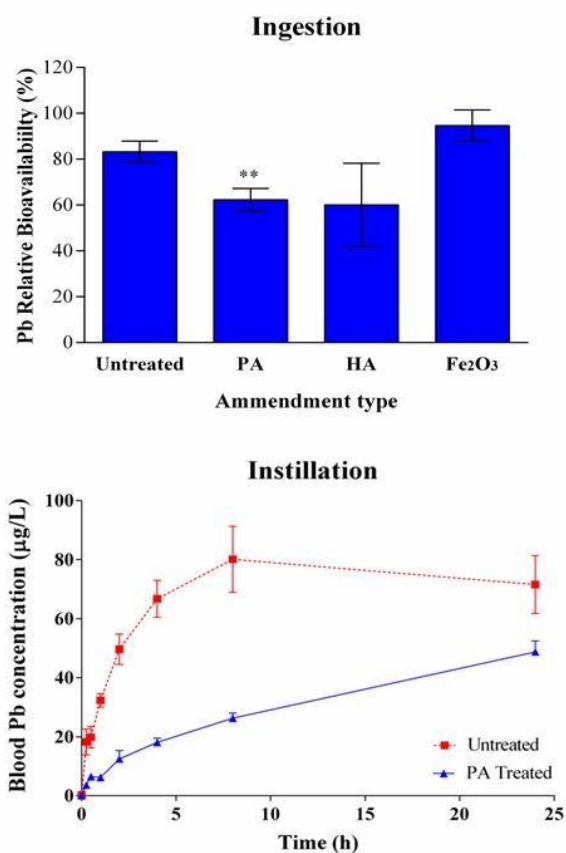 Ingestion
Pb Relative Bioavailabilty (%)
120
100
80
60
40
20
0
**
Untreated PA HA Fe₂O₃
Ammendment type
Instillation
Blood Pb concentration (µg/L)
100
80
60
40
20
0
Untreated
PA Treated
0 5 10 15 20 25
Time (h)